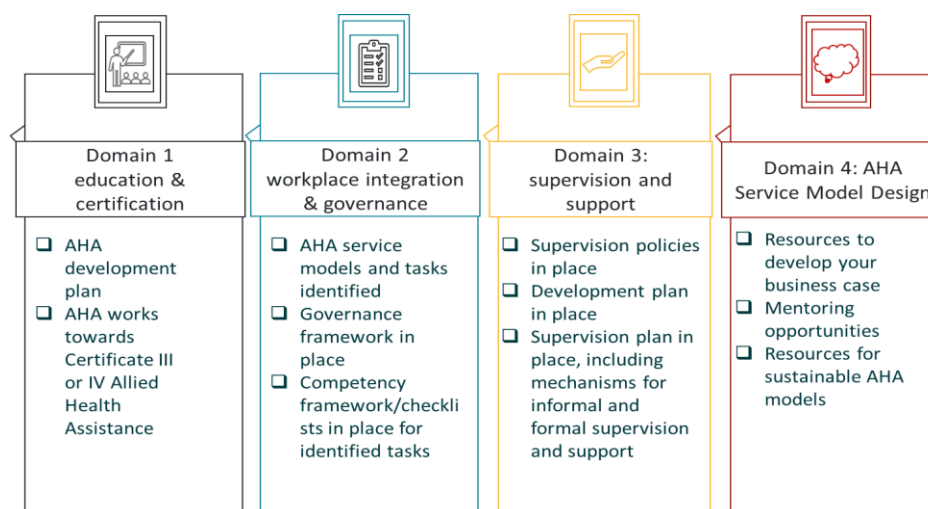 Domain 1
education &
certification
❑ AHA
development
plan
❑ AHA works
towards
Certificate III
or IV Allied
Health
Assistance
Domain 2
workplace integration
& governance
❑ AHA service
models and tasks
identified
❑ Governance
framework in
place
❑ Competency
framework/checkli
sts in place for
identified tasks
Domain 3:
supervision and
support
❑ Supervision policies
in place
❑ Development plan
in place
❑ Supervision plan in
place, including
mechanisms for
informal and
formal supervision
and support
Domain 4: AHA
Service Model Design
❑ Resources to
develop your
business case
❑ Mentoring
opportunities
❑ Resources for
sustainable AHA
models